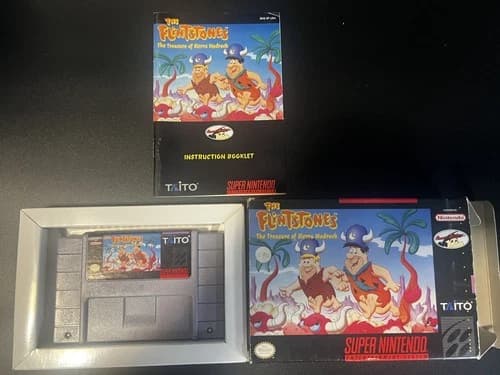 THE
FLINTSTONES
The Treasure of Sierra Madrock
INSTRUCTION BOOKLET
TAITO
SUPER NINTENDO
THE
FLINTSTONES
The Treasure of Sierra Madrock
Nintendo
TAITO
SUPER NINTENDO
FLINTSTONES
TAITO